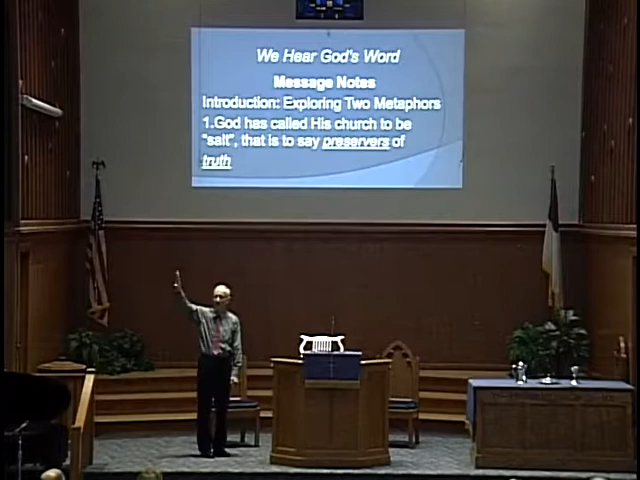 We Hear God's Word
Message Notes
Introduction: Exploring Two Metaphors
1.God has called His church to be
"salt", that is to say preservers of
truth